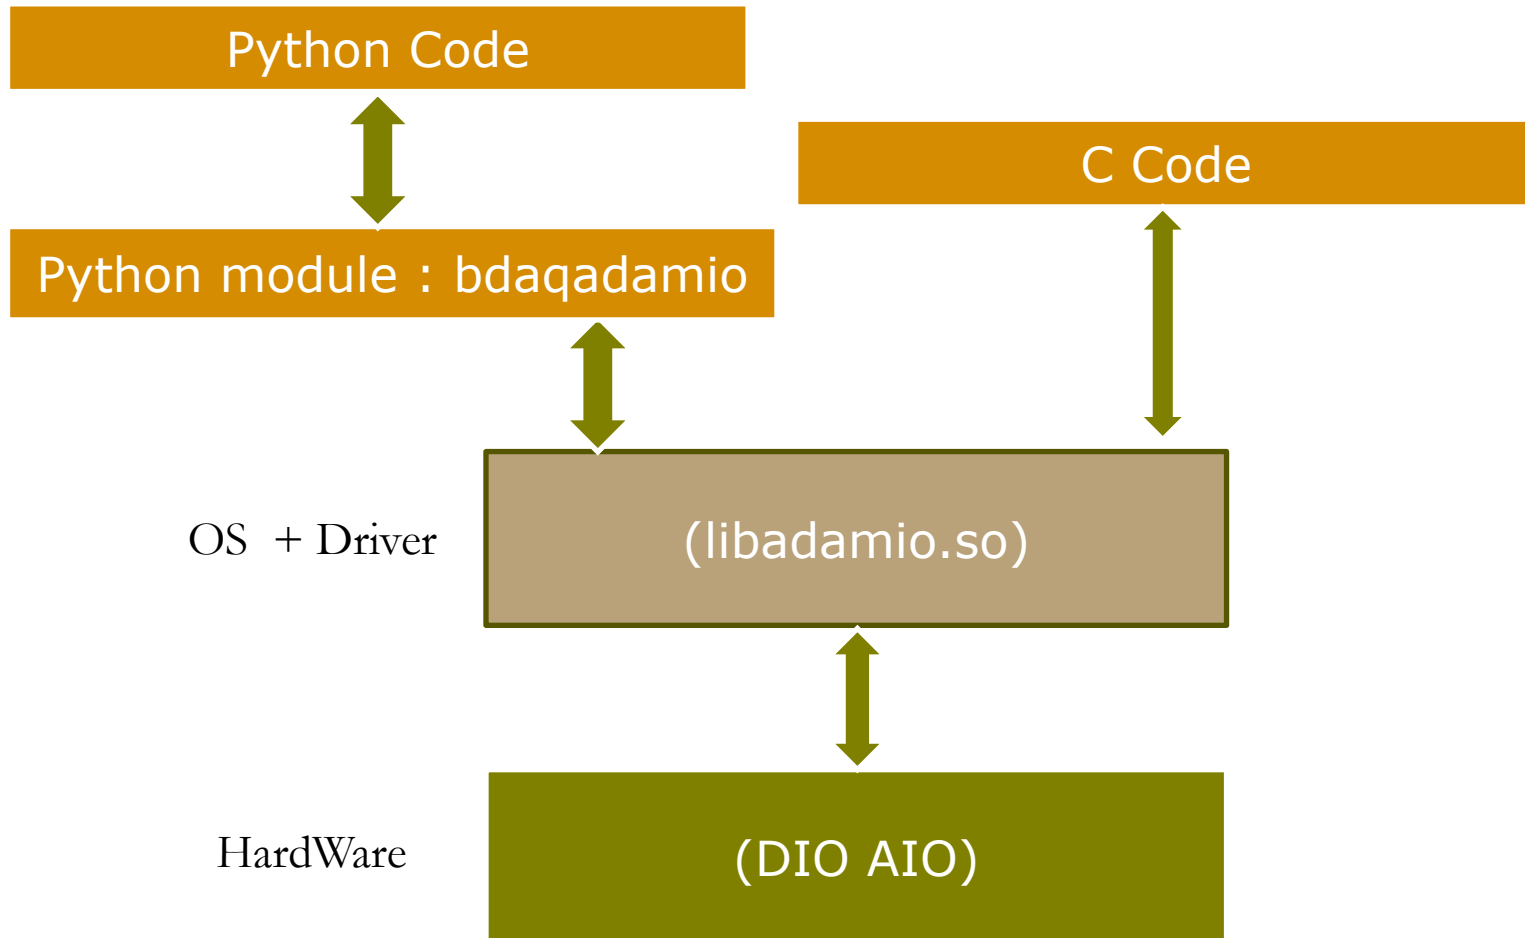 Python Code
C Code
Python module : bdaqadamio
OS + Driver
(libadamio.so)
HardWare
(DIO AIO)